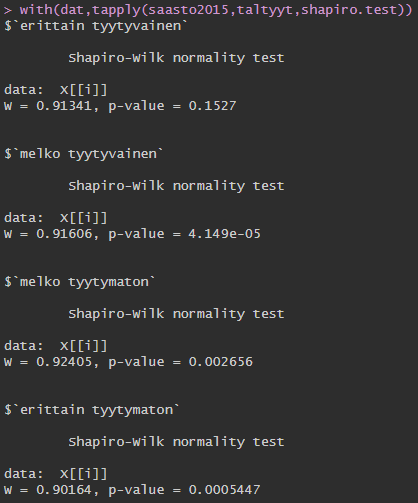 > with(dat,tapply(saasto2015,taltyyt,shapiro.test))
$`erittain tyytyvainen`
Shapiro-Wilk normality test
data:  X[[i]]
W = 0.91341, p-value = 0.1527
$`melko tyytyvainen`
Shapiro-Wilk normality test
data:  X[[i]]
W = 0.91606, p-value = 4.149e-05
$`melko tyytymaton`
Shapiro-Wilk normality test
data:  X[[i]]
W = 0.92405, p-value = 0.002656
$`erittain tyytymaton`
Shapiro-Wilk normality test
data:  X[[i]]
W = 0.90164, p-value = 0.0005447